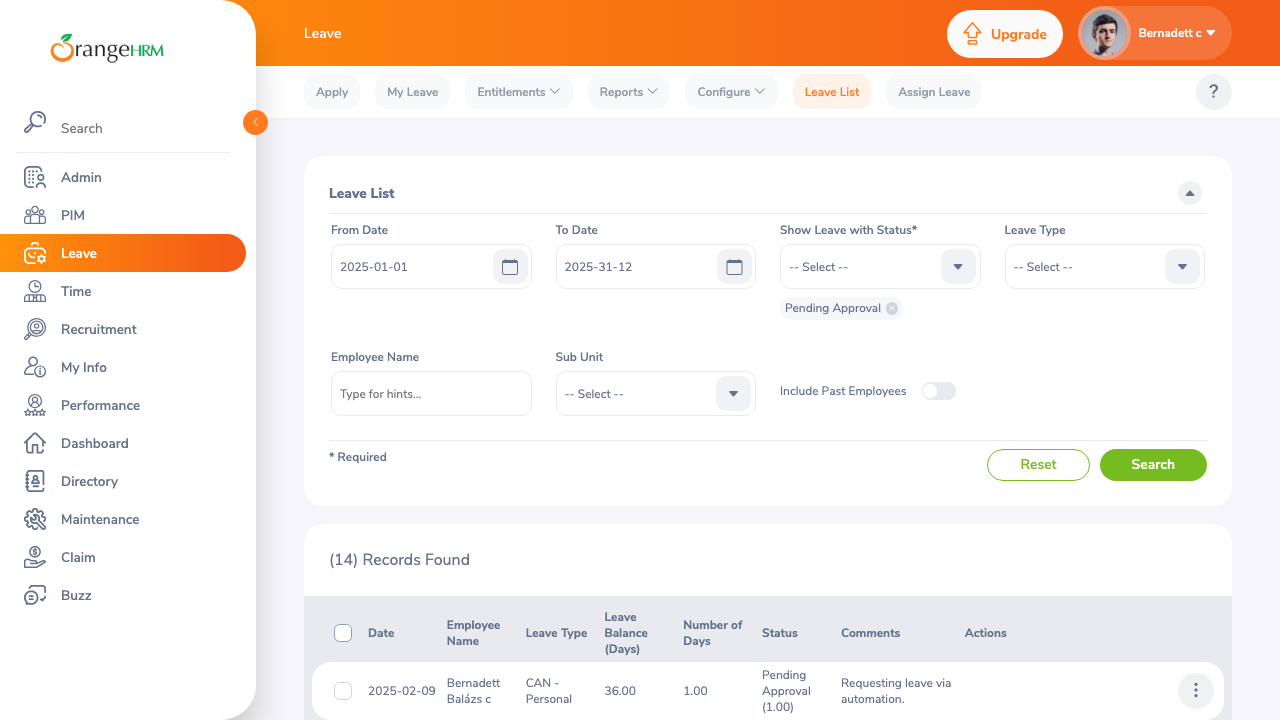 orangeHRM
Leave
Upgrade
Bernadett c
Apply
My Leave
Entitlements
Reports
Configure
Leave List
Assign Leave
?
Search
Admin
PIM
Leave
Time
Recruitment
My Info
Performance
Dashboard
Directory
Maintenance
Claim
Buzz
Leave List
From Date
To Date
Show Leave with Status*
Leave Type
2025-01-01
2025-31-12
-- Select --
-- Select --
Pending Approval
Employee Name
Sub Unit
Type for hints...
-- Select --
Include Past Employees
* Required
Reset
Search
(14) Records Found
Date
Employee
Name
Leave Type
Leave
Balance
(Days)
Number of
Days
Status
Comments
Actions
2025-02-09
Bernadett
Balázs c
CAN -
Personal
36.00
1.00
Pending
Approval
(1.00)
Requesting leave via
automation.